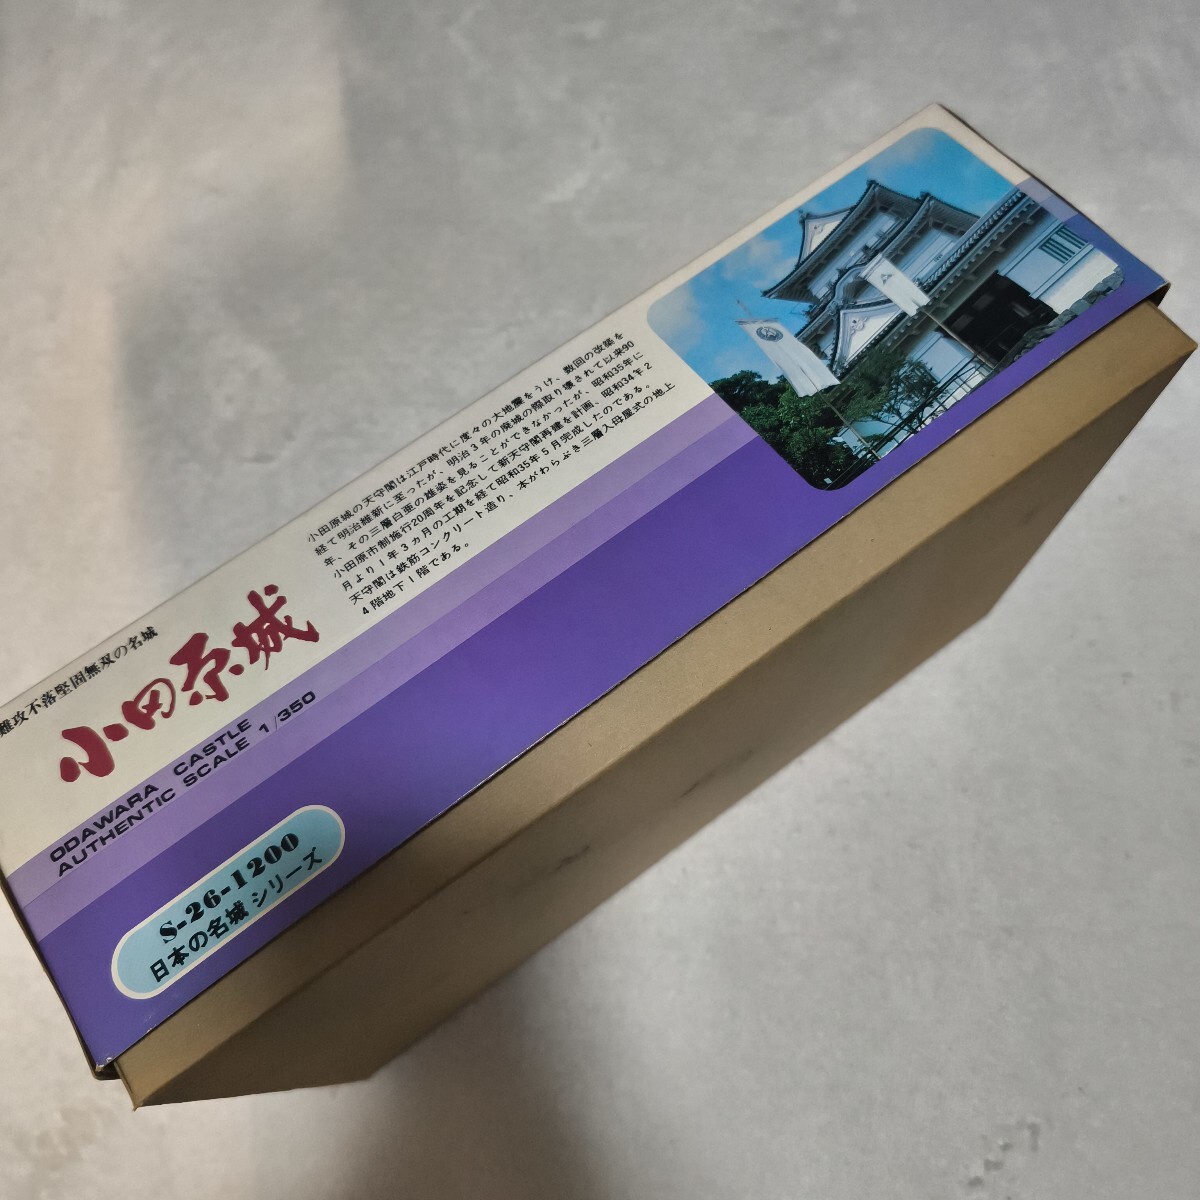 難攻不落堅固無双の名城
小田原城
ODAWARA CASTLE
AUTHENTIC SCALE 1/350
S-26-1200
日本の名城シリーズ
小田原城の天守閣は江戸時代に度々の大地震をうけ、数回の改築を
経て明治維新に至ったが、明治3年の廃城の際取り壊されて以来90
年、その三層白亜の雄姿を見ることができなかったが、昭和35年に
小田原市制施行20周年を記念して新天守閣再建を計画、昭和34年2
月より1年3カ月の工期を経て昭和35年5月完成したのである。
天守閣は鉄筋コンクリート造り、本がわらぶき三層入母屋式の地上
4階地下1階である。